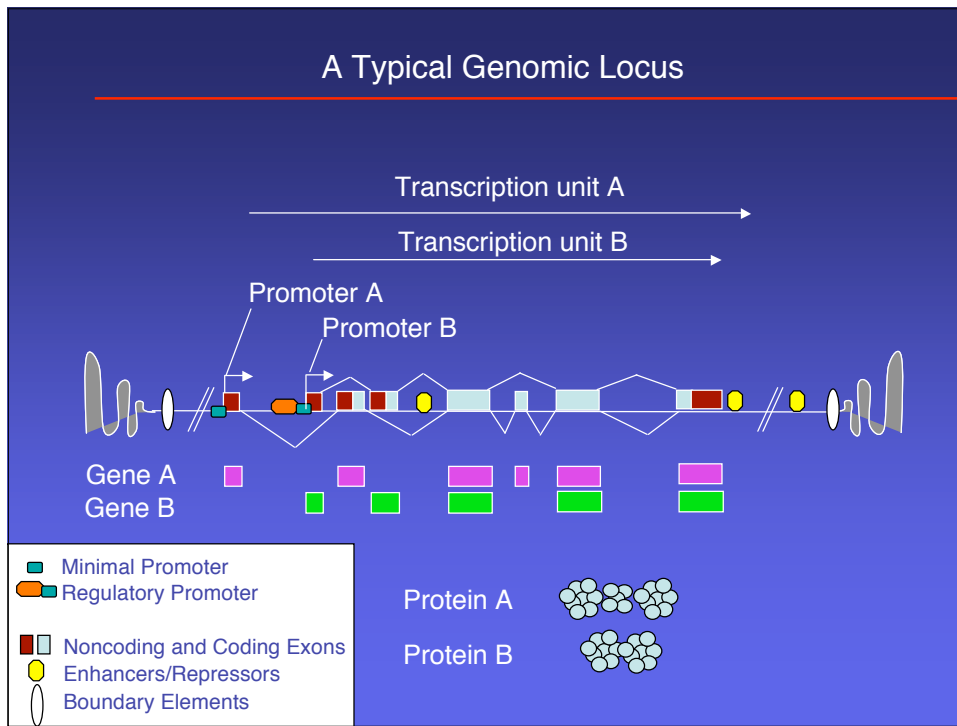 A Typical Genomic Locus
Transcription unit A
Transcription unit B
Promoter A
Promoter B
Gene A
Gene B
Minimal Promoter
Regulatory Promoter
Noncoding and Coding Exons
Enhancers/Repressors
Boundary Elements
Protein A
Protein B